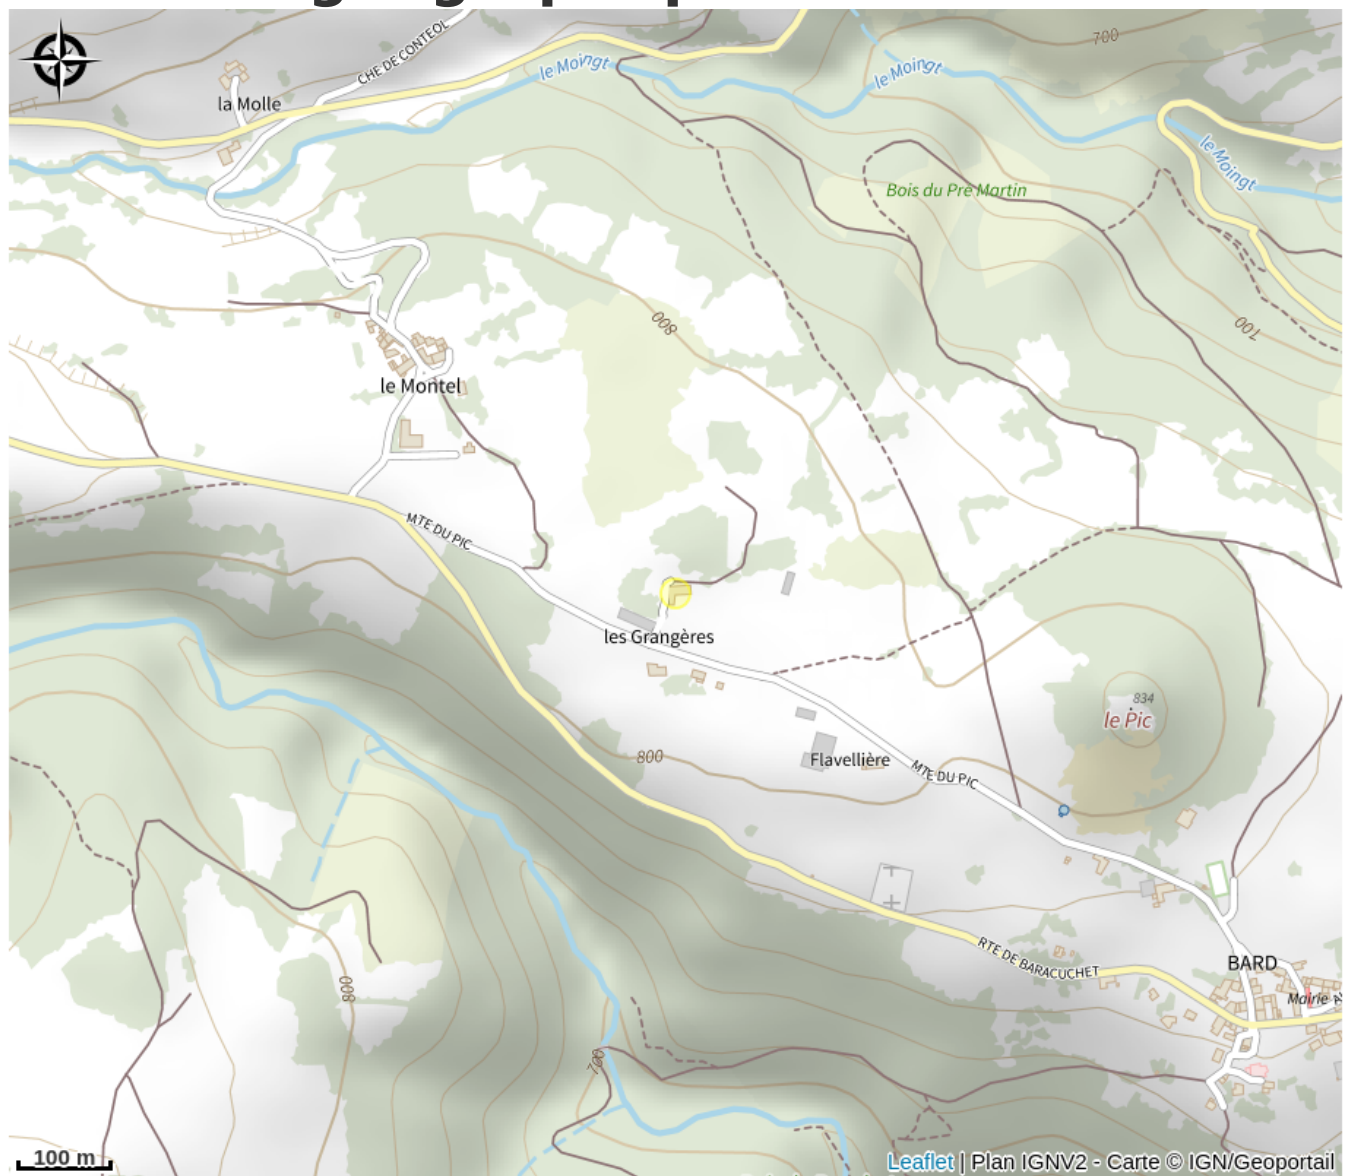 CHE DE CONTEOL
700
le Moingt
le Moingt
la Molle
le Moingt
Bois du Pré Martin
800
700
le Montel
MTE DU PIC
les Grangères
834
le Pic
800
Flavellière
MTE DU PIC
RTE DE BARACUCHET
BARD
800
Mairie
700
100 m
Leaflet | Plan IGNV2 - Carte © IGN/Geoportail